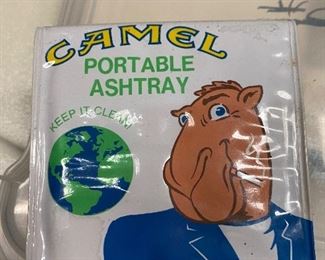 CAMEL
PORTABLE
ASHTRAY
KEEP IT CLEAN!